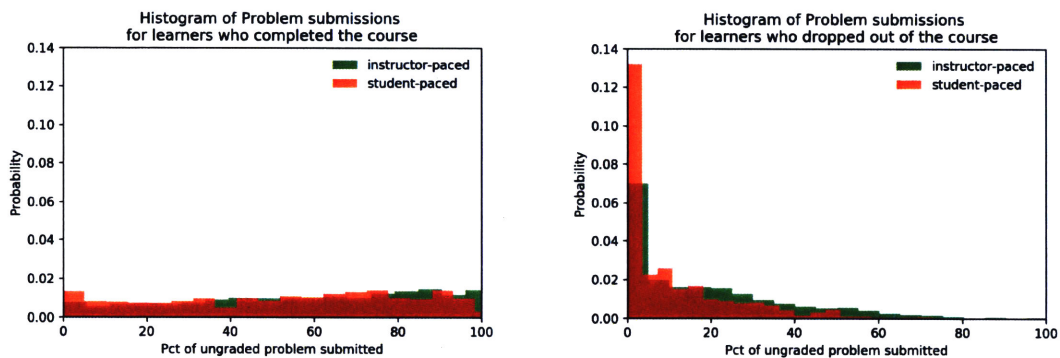 Histogram of Problem submissions
for learners who completed the course
0.14
0.12
0.10
0.08
0.06
0.04
0.02
0.00
Probability
instructor-paced
student-paced
0 20 40 60 80 100
Pct of ungraded problem submitted
Histogram of Problem submissions
for learners who dropped out of the course
0.14
0.12
0.10
0.08
0.06
0.04
0.02
0.00
Probability
instructor-paced
student-paced
0 20 40 60 80 100
Pct of ungraded problem submitted